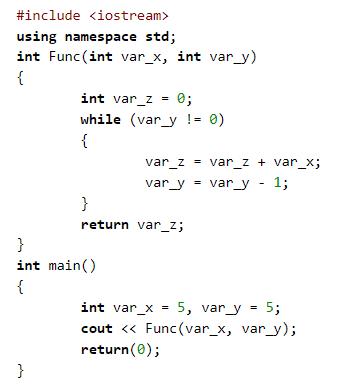 #include <iostream>
using namespace std;
int Func(int var_x, int var_y)
{
int var_z = 0;
while (var_y != 0)
{
var_z = var_z + var_x;
var_y = var_y - 1;
}
return var_z;
}
int main()
{
int var_x = 5, var_y = 5;
cout << Func(var_x, var_y);
return(0);
}